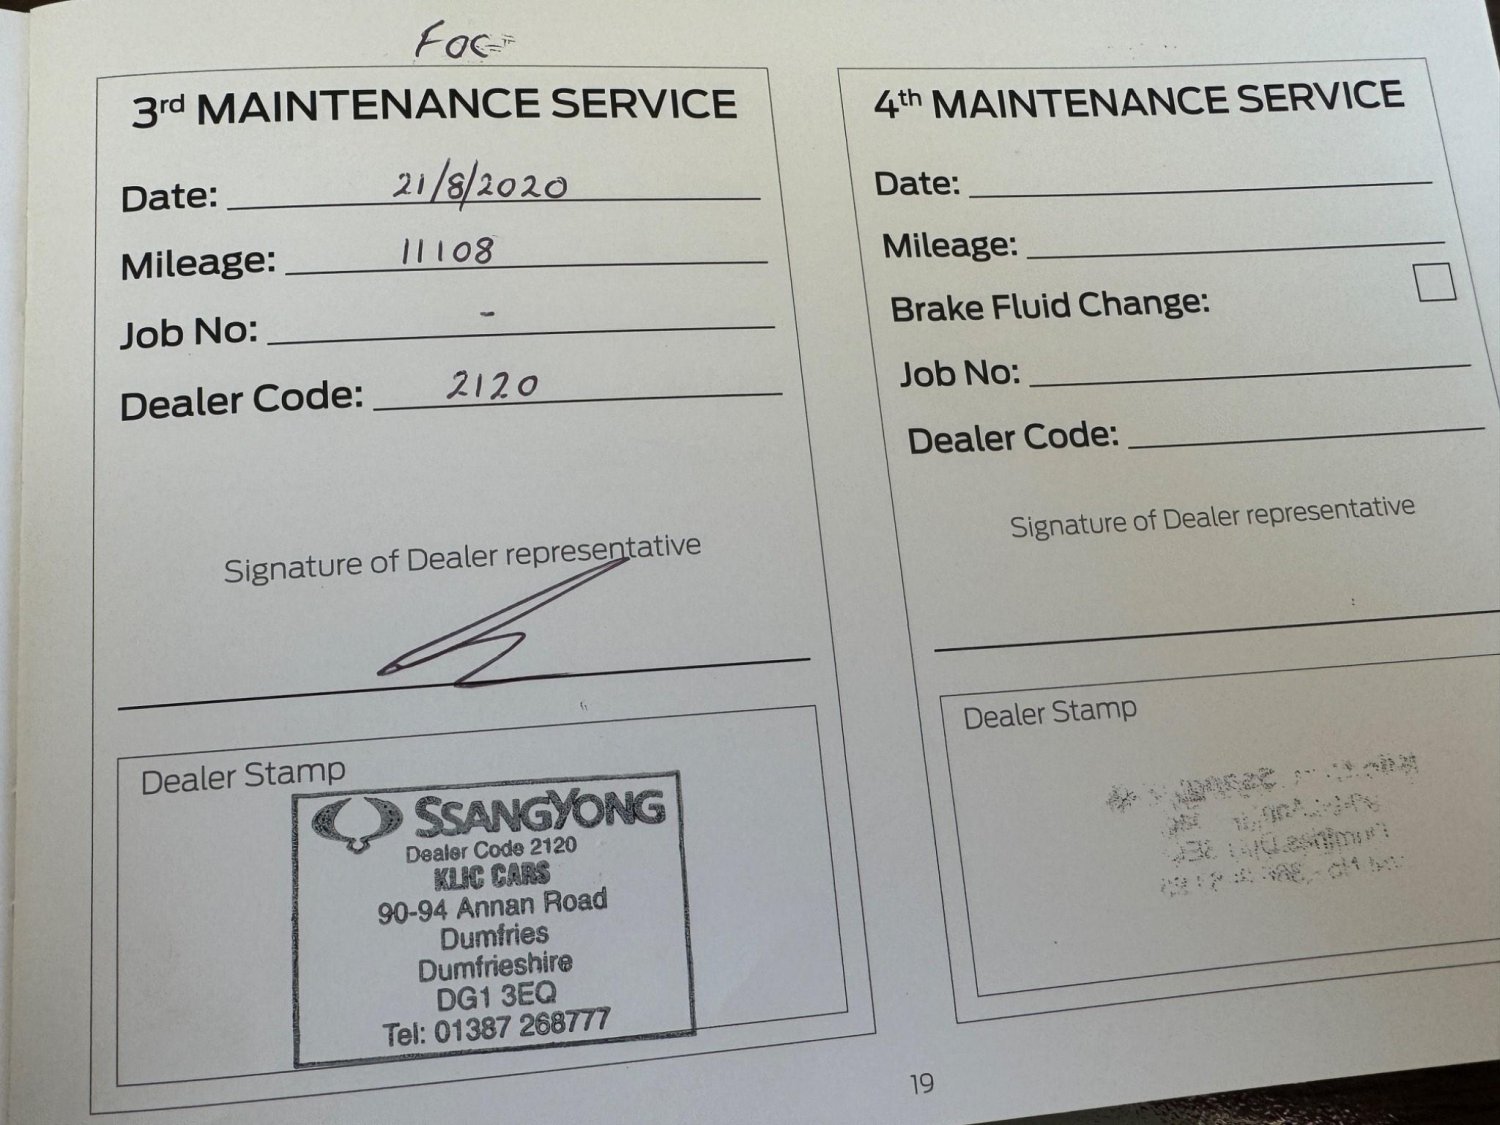 Foc
3rd MAINTENANCE SERVICE
Date: 21/8/2020
Mileage: 11108
Job No: -
Dealer Code: 2120
Signature of Dealer representative
Dealer Stamp
SSANGYONG
Dealer Code 2120
KLIC CARS
90-94 Annan Road
Dumfries
Dumfrieshire
DG1 3EQ
Tel: 01387 268777
4th MAINTENANCE SERVICE
Date:
Mileage:
Brake Fluid Change:
Job No:
Dealer Code:
Signature of Dealer representative
Dealer Stamp
Dumfries
19